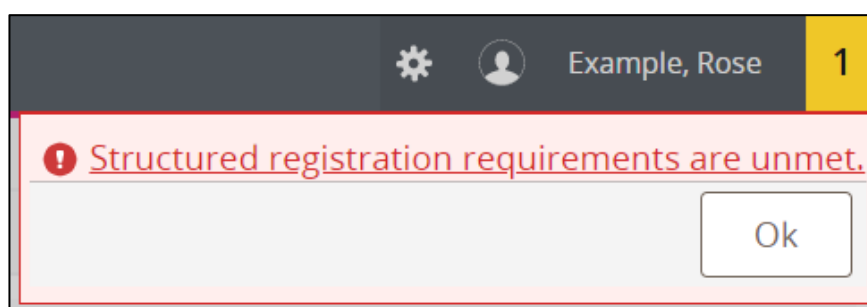 Example, Rose 1
Structured registration requirements are unmet.
Ok